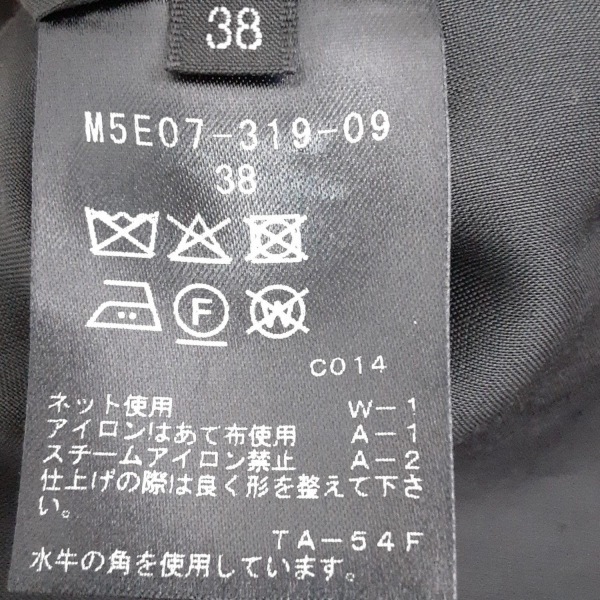 38
M5E07-319-09
38
F
W
C014
ネット使用 W-1
アイロンはあて布使用 A-1
スチームアイロン禁止 A-2
仕上げの際は良く形を整えて下さ
い。
TA-54F
水牛の角を使用しています。